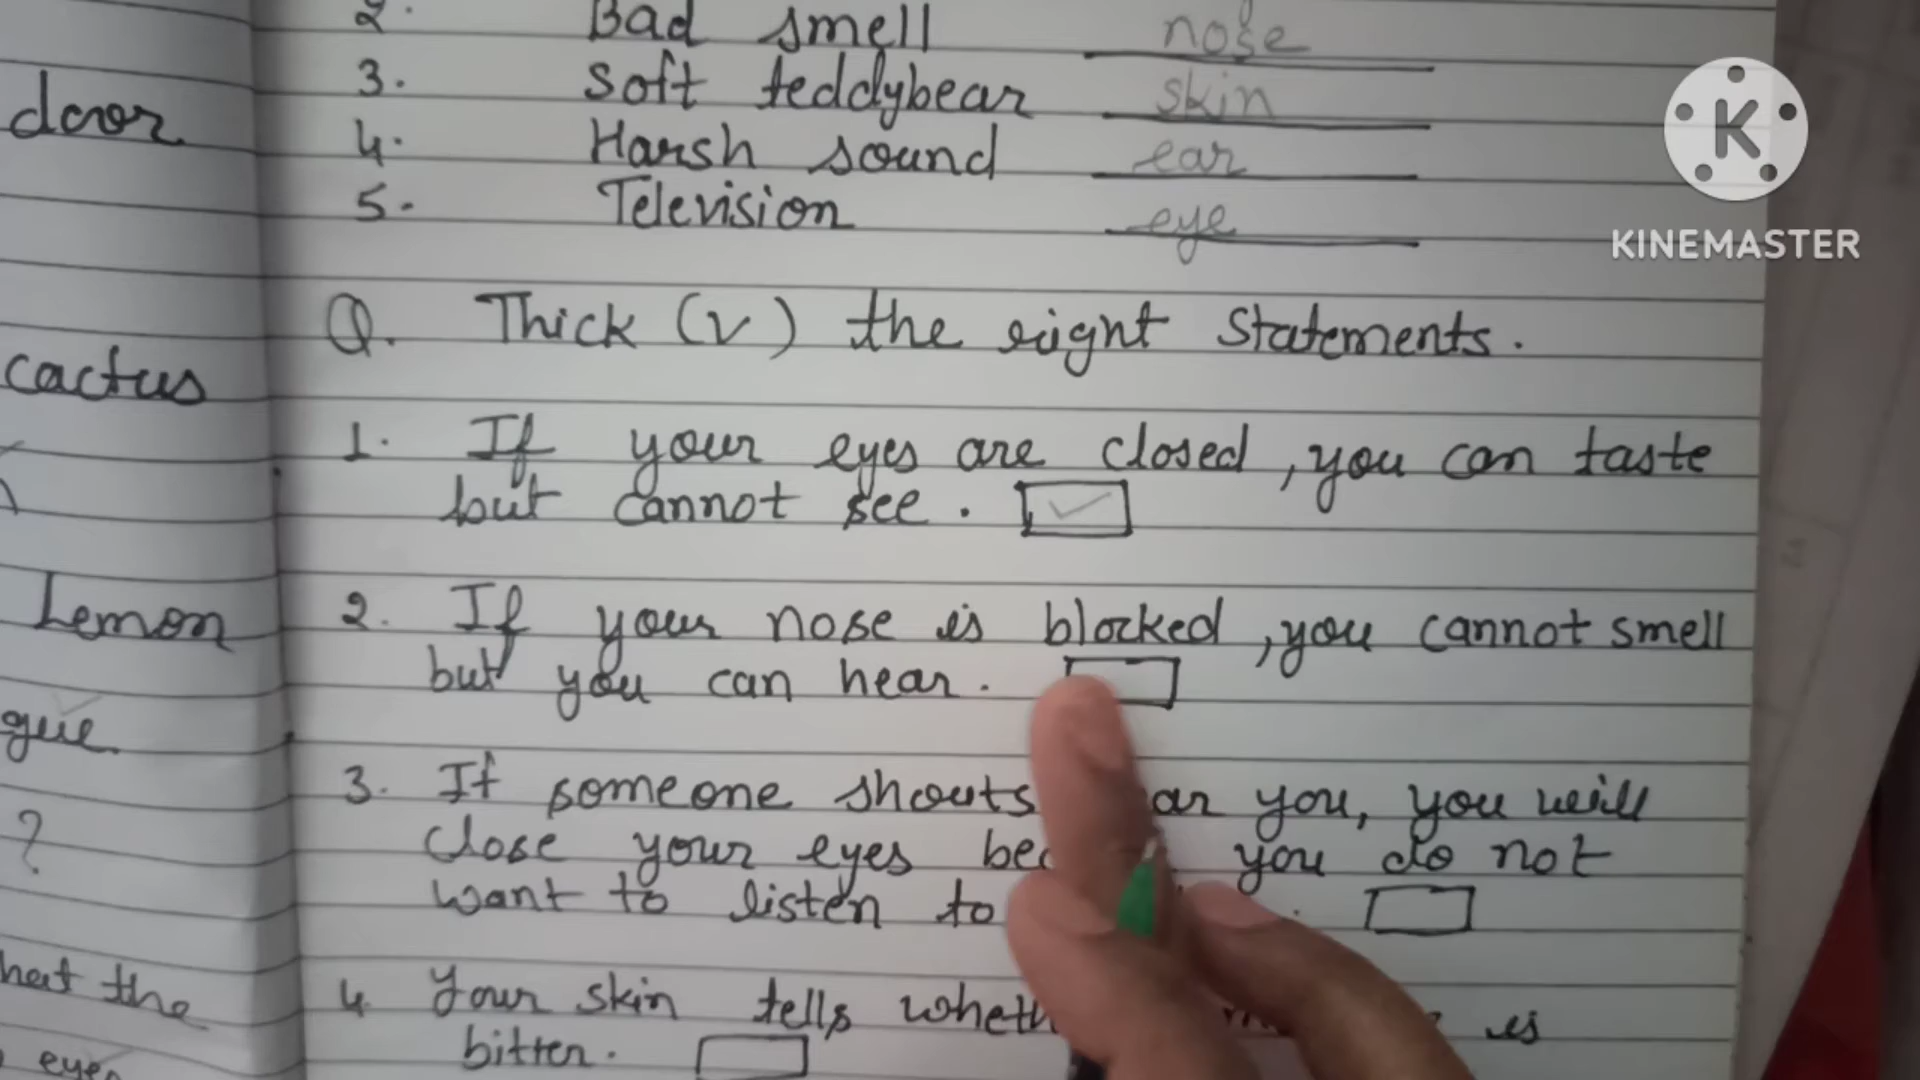 2. Bad smell nose
3. Soft teddybear skin
4. Harsh sound ear
5. Television eye
Q. Thick (✓) the right Statements.
1. If your eyes are closed, you can taste
but cannot see. ✓
2. If your nose is blocked, you cannot smell
but you can hear.
3. If someone shouts you, you will
close your eyes you do not
want to listen to
4 Your skin tells is
bitter.
door
cactus
Lemon
gue
?
the
eyes
KINEMASTER